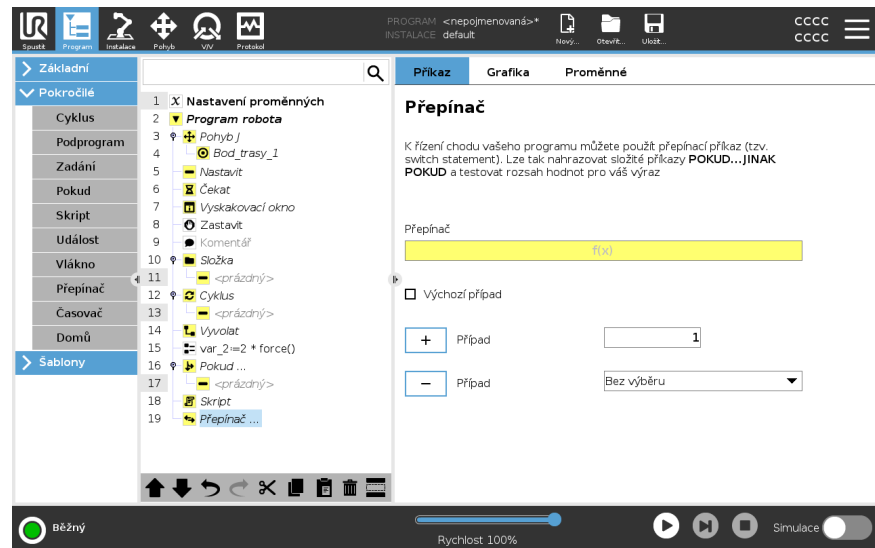 UR
PROGRAM <nepojmenovaná>*
INSTALACE default
cccc
cccc
Spustit
Program
Instalace
Pohyb
V/V
Protokol
Nový...
Otevřít...
Uložit...
Základní
Pokročilé
Cyklus
Podprogram
Zadání
Pokud
Skript
Událost
Vlákno
Přepínač
Časovač
Domů
Šablony
1 X Nastavení proměnných
2 Program robota
3 Pohyb J
4 Bod_trasy_1
5 Nastavit
6 Čekat
7 Vyskakovací okno
8 Zastavit
9 Komentář
10 Složka
11 <prázdný>
12 Cyklus
13 <prázdný>
14 Vyvolat
15 var_2:=2 * force()
16 Pokud ...
17 <prázdný>
18 Skript
19 Přepínač ...
Příkaz Grafika Proměnné
Přepínač
K řízení chodu vašeho programu můžete použít přepínací příkaz (tzv.
switch statement). Lze tak nahrazovat složité příkazy POKUD...JINAK
POKUD a testovat rozsah hodnot pro váš výraz
Přepínač
f(x)
Výchozí případ
+ Případ 1
− Případ Bez výběru
Běžný
Rychlost 100%
Simulace